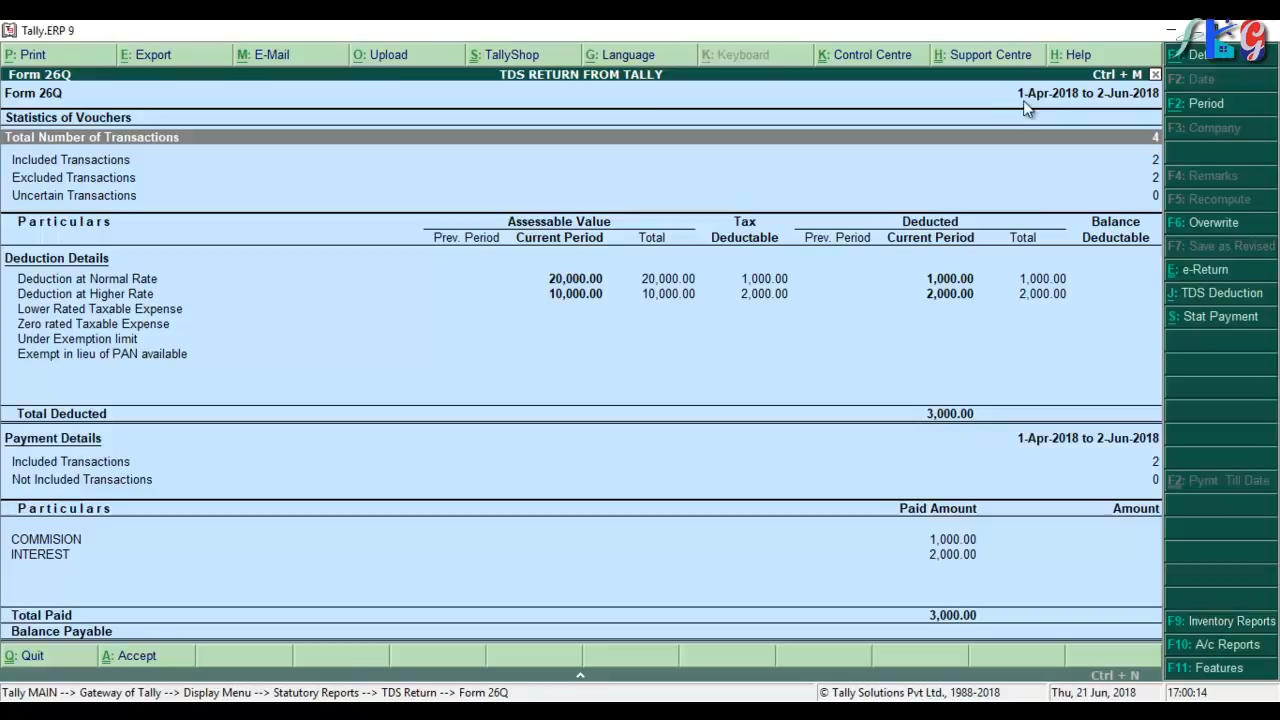 Tally.ERP 9
P: Print E: Export M: E-Mail O: Upload S: TallyShop G: Language K: Keyboard K: Control Centre H: Support Centre H: Help
Form 26Q TDS RETURN FROM TALLY Ctrl + M
Form 26Q 1-Apr-2018 to 2-Jun-2018
Statistics of Vouchers
Total Number of Transactions 4
Included Transactions 2
Excluded Transactions 2
Uncertain Transactions 0
Particulars Assessable Value Tax Deducted Balance
Prev. Period Current Period Total Deductable Prev. Period Current Period Total Deductable
Deduction Details
Deduction at Normal Rate 20,000.00 20,000.00 1,000.00 1,000.00 1,000.00
Deduction at Higher Rate 10,000.00 10,000.00 2,000.00 2,000.00 2,000.00
Lower Rated Taxable Expense
Zero rated Taxable Expense
Under Exemption limit
Exempt in lieu of PAN available
Total Deducted 3,000.00
Payment Details 1-Apr-2018 to 2-Jun-2018
Included Transactions 2
Not Included Transactions 0
Particulars Paid Amount Amount
COMMISION 1,000.00
INTEREST 2,000.00
Total Paid 3,000.00
Balance Payable
Q: Quit A: Accept
Ctrl + N
Tally MAIN --> Gateway of Tally --> Display Menu --> Statutory Reports --> TDS Return --> Form 26Q © Tally Solutions Pvt Ltd., 1988-2018 Thu, 21 Jun, 2018 17:00:14
F2: Date
F2: Period
F3: Company
F4: Remarks
F5: Recompute
F6: Overwrite
F7: Save as Revised
E: e-Return
J: TDS Deduction
S: Stat Payment
F2: Pymt Till Date
F9: Inventory Reports
F10: A/c Reports
F11: Features